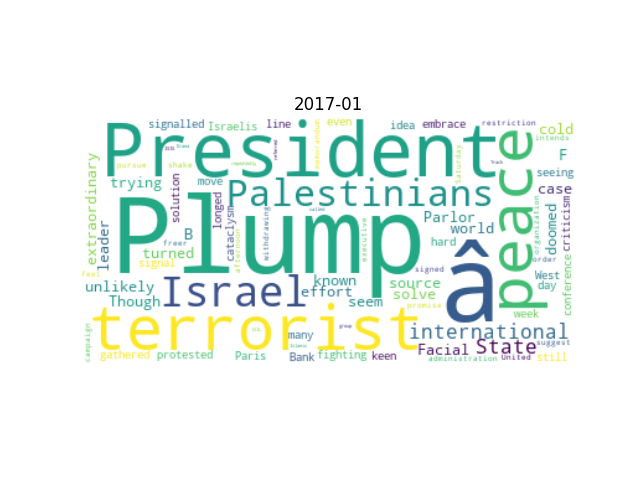 2017-01
signalled Israelis line even idea embrace restriction
President peace cold
pursue shake memorandum Saturday intends
extraordinary trying solution move Palestinians F
seeing case
Plump longed cataclysm withdrawing executive
leader B turned freer Parlor world doomed organization criticism
signal afternoon hard â
feel unlikely Though Israel known effort seem source solve signed promise order West day conference
terrorist international week
campaign gathered protested Paris many Bank fighting keen Facial State suggest
administration United still
group